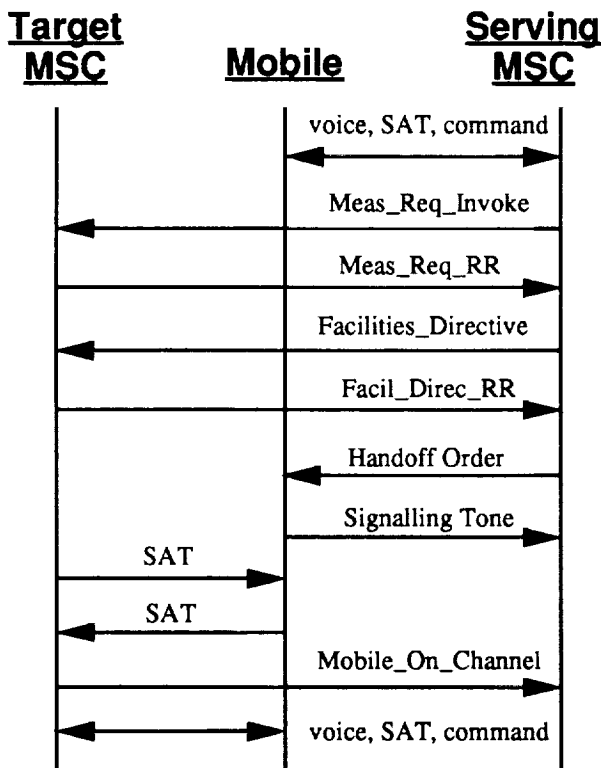 Target MSC
Mobile
Serving MSC
voice, SAT, command
Meas_Req_Invoke
Meas_Req_RR
Facilities_Directive
Facil_Direc_RR
Handoff Order
Signalling Tone
SAT
SAT
Mobile_On_Channel
voice, SAT, command